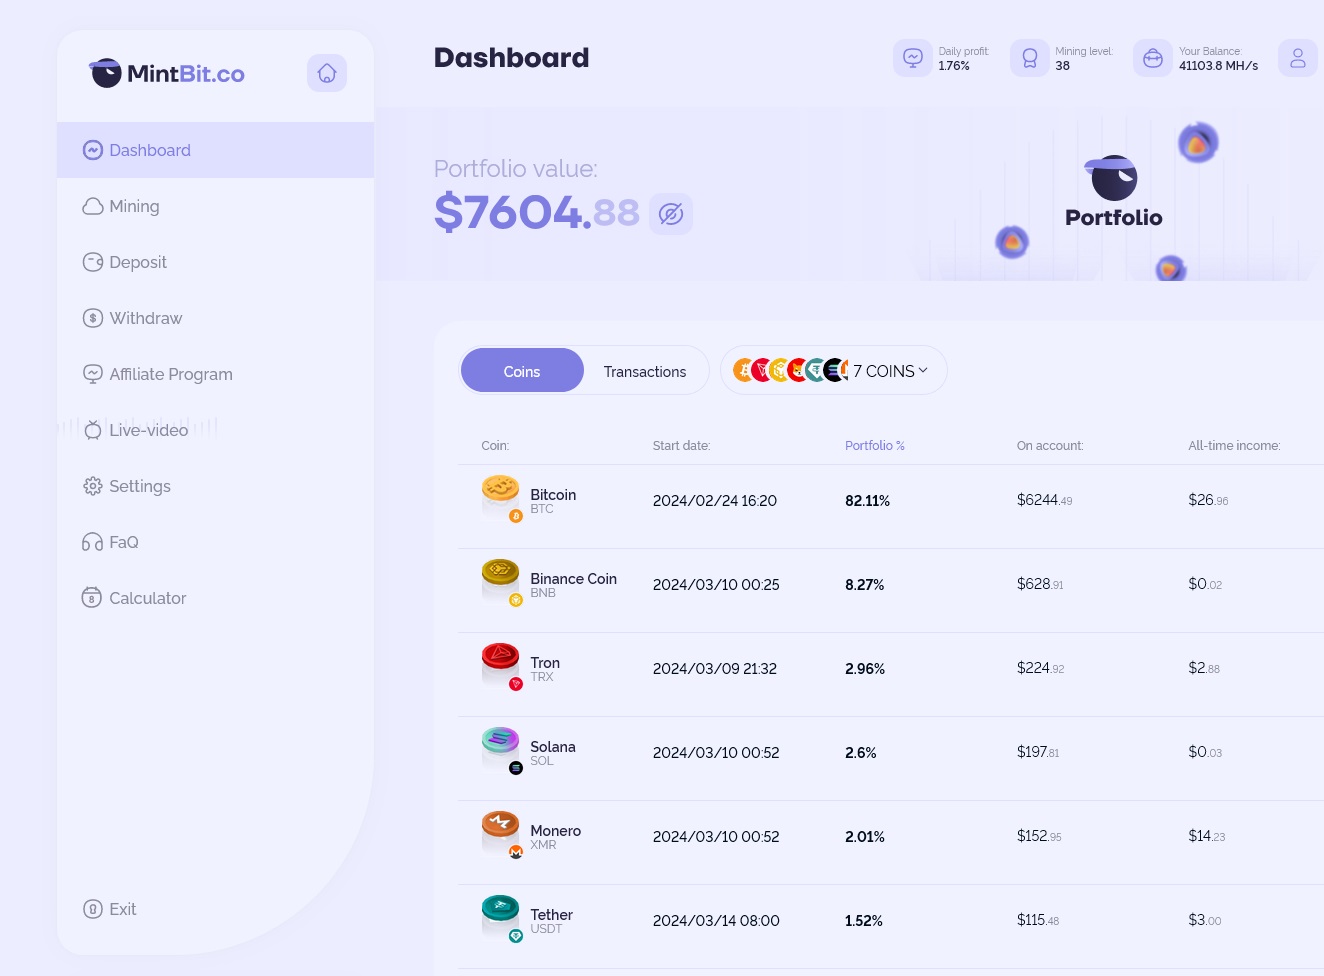 MintBit.co
Dashboard
Mining
Deposit
Withdraw
Affiliate Program
Live-video
Settings
FaQ
Calculator
Exit
Dashboard
Daily profit:
1.76%
Mining level:
38
Your Balance:
41103.8 MH/s
Portfolio value:
$7604.88
Portfolio
Coins
Transactions
7 COINS
Coin: Start date: Portfolio % On account: All-time income:
Bitcoin
BTC
2024/02/24 16:20 82.11% $6244.49 $26.96
Binance Coin
BNB
2024/03/10 00:25 8.27% $628.91 $0.02
Tron
TRX
2024/03/09 21:32 2.96% $224.92 $2.88
Solana
SOL
2024/03/10 00:52 2.6% $197.81 $0.03
Monero
XMR
2024/03/10 00:52 2.01% $152.95 $14.23
Tether
USDT
2024/03/14 08:00 1.52% $115.48 $3.00